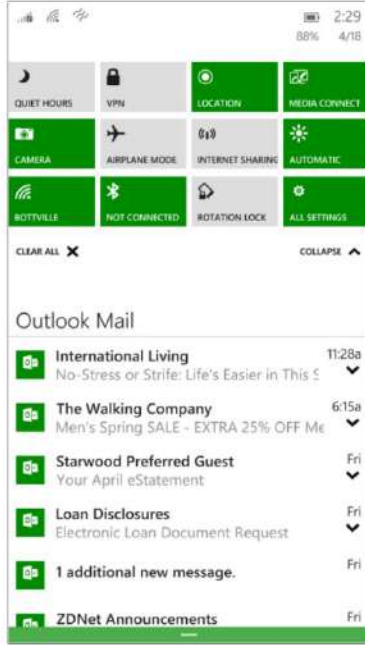 2:29
88% 4/18
QUIET HOURS VPN LOCATION MEDIA CONNECT
CAMERA AIRPLANE MODE INTERNET SHARING AUTOMATIC
BOTTVILLE NOT CONNECTED ROTATION LOCK ALL SETTINGS
CLEAR ALL COLLAPSE
Outlook Mail
International Living 11:28a
No-Stress or Strife: Life's Easier in This S
The Walking Company 6:15a
Men's Spring SALE - EXTRA 25% OFF Me
Starwood Preferred Guest Fri
Your April eStatement
Loan Disclosures Fri
Electronic Loan Document Request
1 additional new message. Fri
ZDNet Announcements Fri